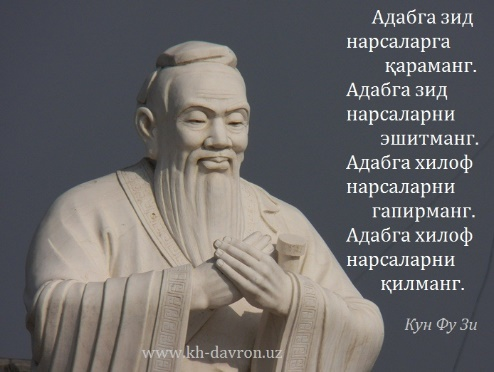 Адабга зид
нарсаларга
қараманг.
Адабга зид
нарсаларни
эшитманг.
Адабга хилоф
нарсаларни
гапирманг.
Адабга хилоф
нарсаларни
қилманг.
Кун Фу Зи
www.kh-davron.uz